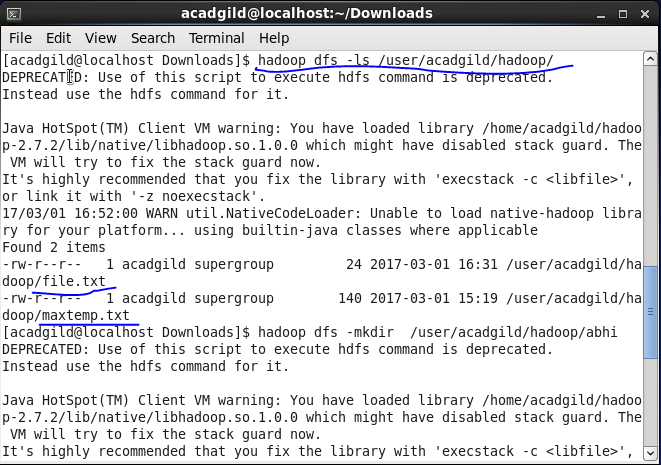 acadgild@localhost:~/Downloads
File Edit View Search Terminal Help
[acadgild@localhost Downloads]$ hadoop dfs -ls /user/acadgild/hadoop/
DEPRECATED: Use of this script to execute hdfs command is deprecated.
Instead use the hdfs command for it.
Java HotSpot(TM) Client VM warning: You have loaded library /home/acadgild/hadoo
p-2.7.2/lib/native/libhadoop.so.1.0.0 which might have disabled stack guard. The
 VM will try to fix the stack guard now.
It's highly recommended that you fix the library with 'execstack -c <libfile>',
or link it with '-z noexecstack'.
17/03/01 16:52:00 WARN util.NativeCodeLoader: Unable to load native-hadoop libra
ry for your platform... using builtin-java classes where applicable
Found 2 items
-rw-r--r--   1 acadgild supergroup         24 2017-03-01 16:31 /user/acadgild/ha
doop/file.txt
-rw-r--r--   1 acadgild supergroup        140 2017-03-01 15:19 /user/acadgild/ha
doop/maxtemp.txt
[acadgild@localhost Downloads]$ hadoop dfs -mkdir  /user/acadgild/hadoop/abhi
DEPRECATED: Use of this script to execute hdfs command is deprecated.
Instead use the hdfs command for it.
Java HotSpot(TM) Client VM warning: You have loaded library /home/acadgild/hadoo
p-2.7.2/lib/native/libhadoop.so.1.0.0 which might have disabled stack guard. The
 VM will try to fix the stack guard now.
It's highly recommended that you fix the library with 'execstack -c <libfile>',